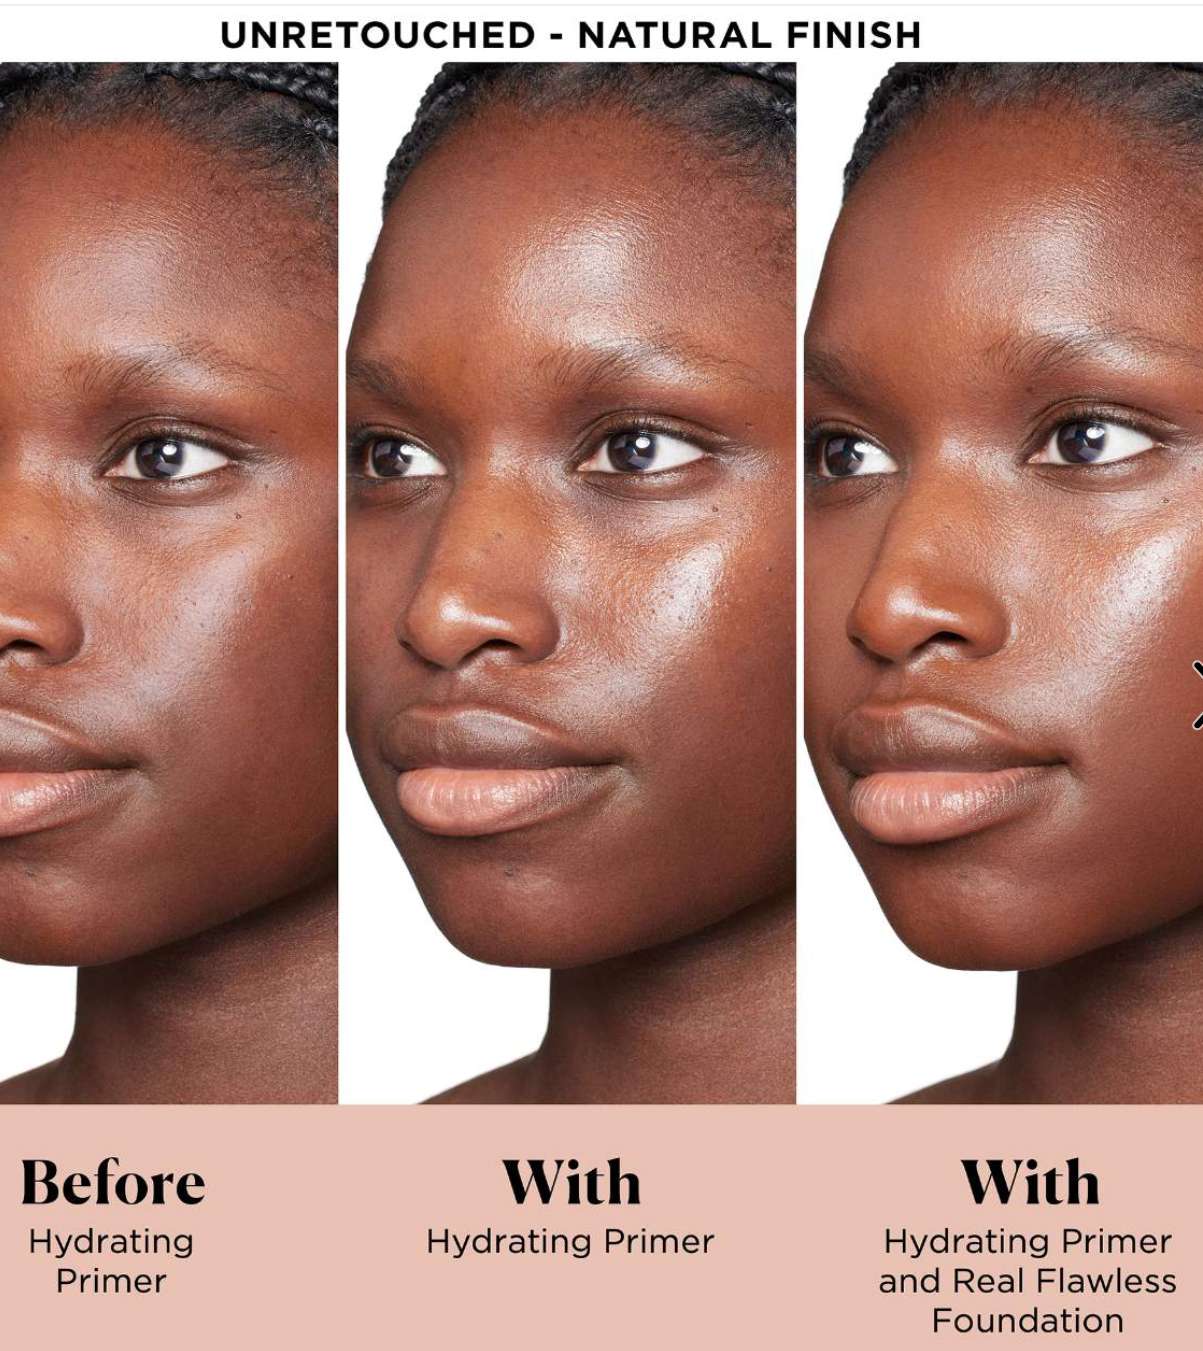 UNRETOUCHED - NATURAL FINISH
Before
Hydrating
Primer
With
Hydrating Primer
With
Hydrating Primer
and Real Flawless
Foundation